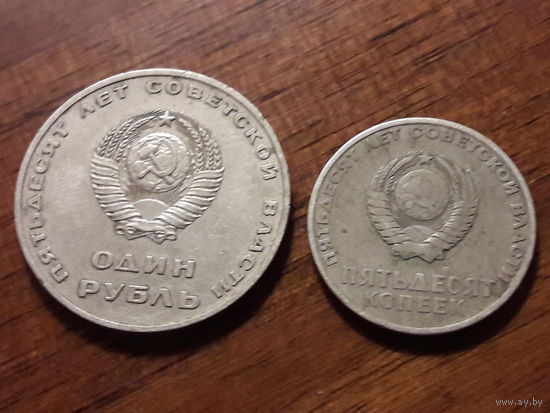 ПЯТЬДЕСЯТ ЛЕТ СОВЕТСКОЙ ВЛАСТИ
ОДИН
РУБЛЬ
ПЯТЬДЕСЯТ ЛЕТ СОВЕТСКОЙ ВЛАСТИ
ПЯТЬДЕСЯТ
КОПЕЕК
www.ay.by